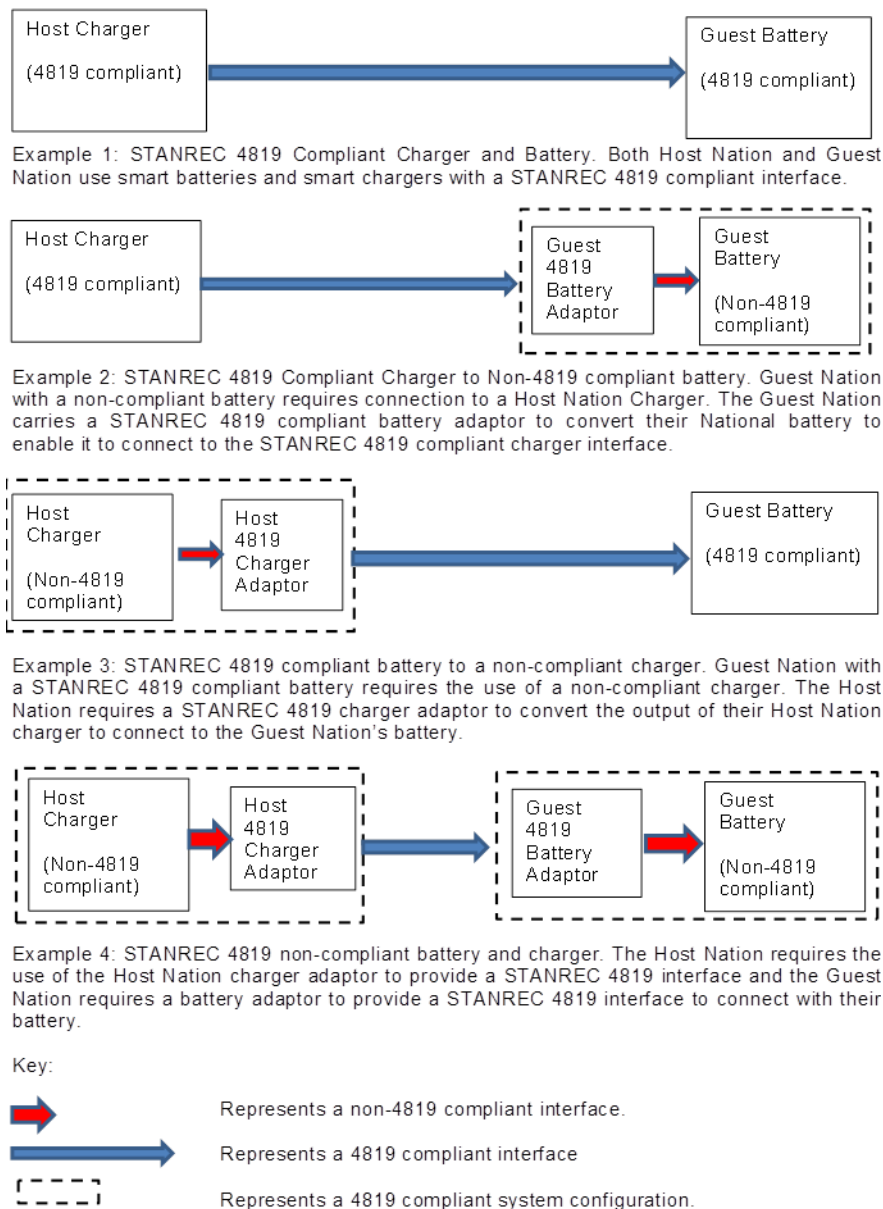 Host Charger
(4819 compliant)
Guest Battery
(4819 compliant)
Example 1: STANREC 4819 Compliant Charger and Battery. Both Host Nation and Guest
Nation use smart batteries and smart chargers with a STANREC 4819 compliant interface.
Host Charger
(4819 compliant)
Guest
4819
Battery
Adaptor
Guest
Battery
(Non-4819
compliant)
Example 2: STANREC 4819 Compliant Charger to Non-4819 compliant battery. Guest Nation
with a non-compliant battery requires connection to a Host Nation Charger. The Guest Nation
carries a STANREC 4819 compliant battery adaptor to convert their National battery to
enable it to connect to the STANREC 4819 compliant charger interface.
Host
Charger
(Non-4819
compliant)
Host
4819
Charger
Adaptor
Guest Battery
(4819 compliant)
Example 3: STANREC 4819 compliant battery to a non-compliant charger. Guest Nation with
a STANREC 4819 compliant battery requires the use of a non-compliant charger. The Host
Nation requires a STANREC 4819 charger adaptor to convert the output of their Host Nation
charger to connect to the Guest Nation's battery.
Host
Charger
(Non-4819
compliant)
Host
4819
Charger
Adaptor
Guest
4819
Battery
Adaptor
Guest
Battery
(Non-4819
compliant)
Example 4: STANREC 4819 non-compliant battery and charger. The Host Nation requires the
use of the Host Nation charger adaptor to provide a STANREC 4819 interface and the Guest
Nation requires a battery adaptor to provide a STANREC 4819 interface to connect with their
battery.
Key:
Represents a non-4819 compliant interface.
Represents a 4819 compliant interface
Represents a 4819 compliant system configuration.